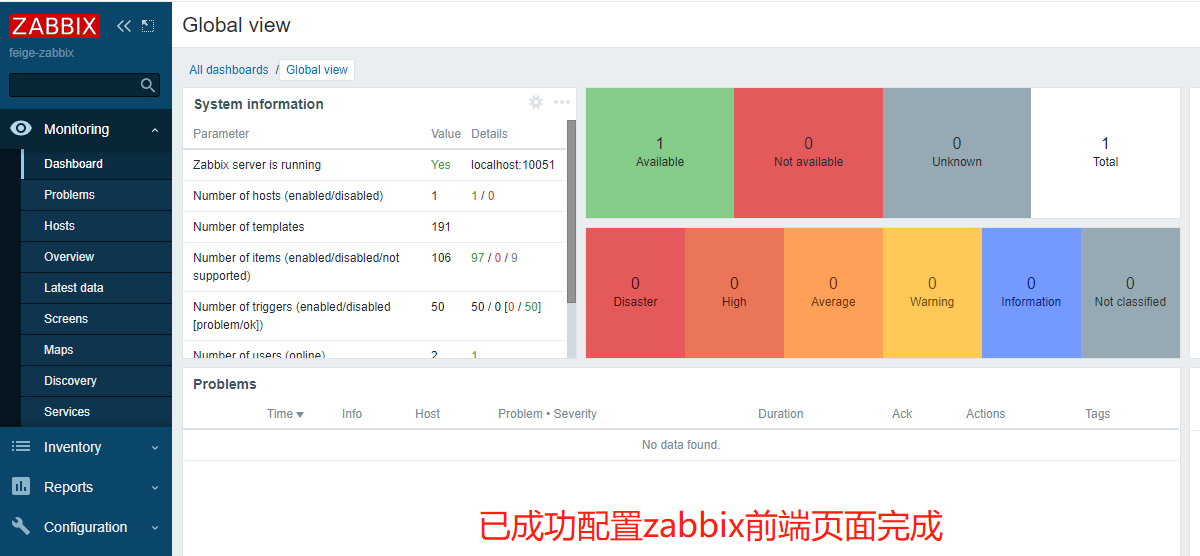 ZABBIX
feige-zabbix
Monitoring
Dashboard
Problems
Hosts
Overview
Latest data
Screens
Maps
Discovery
Services
Inventory
Reports
Configuration
Global view
All dashboards / Global view
System information
Parameter Value Details
Zabbix server is running Yes localhost:10051
Number of hosts (enabled/disabled) 1 1 / 0
Number of templates 191
Number of items (enabled/disabled/not supported) 106 97 / 0 / 9
Number of triggers (enabled/disabled [problem/ok]) 50 50 / 0 [0 / 50]
Number of users (online) 2 1
1 0 0 1
Available Not available Unknown Total
0 0 0 0 0 0
Disaster High Average Warning Information Not classified
Problems
Time Info Host Problem • Severity Duration Ack Actions Tags
No data found.
已成功配置zabbix前端页面完成